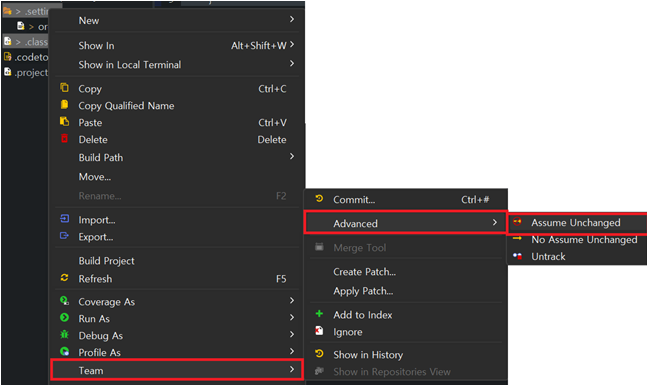 > .settin
> or
> .class
.codeto
.project
New
Show In Alt+Shift+W
Show in Local Terminal
Copy Ctrl+C
Copy Qualified Name
Paste Ctrl+V
Delete Delete
Build Path
Move...
Rename... F2
Import...
Export...
Build Project
Refresh F5
Coverage As
Run As
Debug As
Profile As
Team
Commit... Ctrl+#
Advanced
Merge Tool
Create Patch...
Apply Patch...
Add to Index
Ignore
Show in History
Show in Repositories View
Assume Unchanged
No Assume Unchanged
Untrack